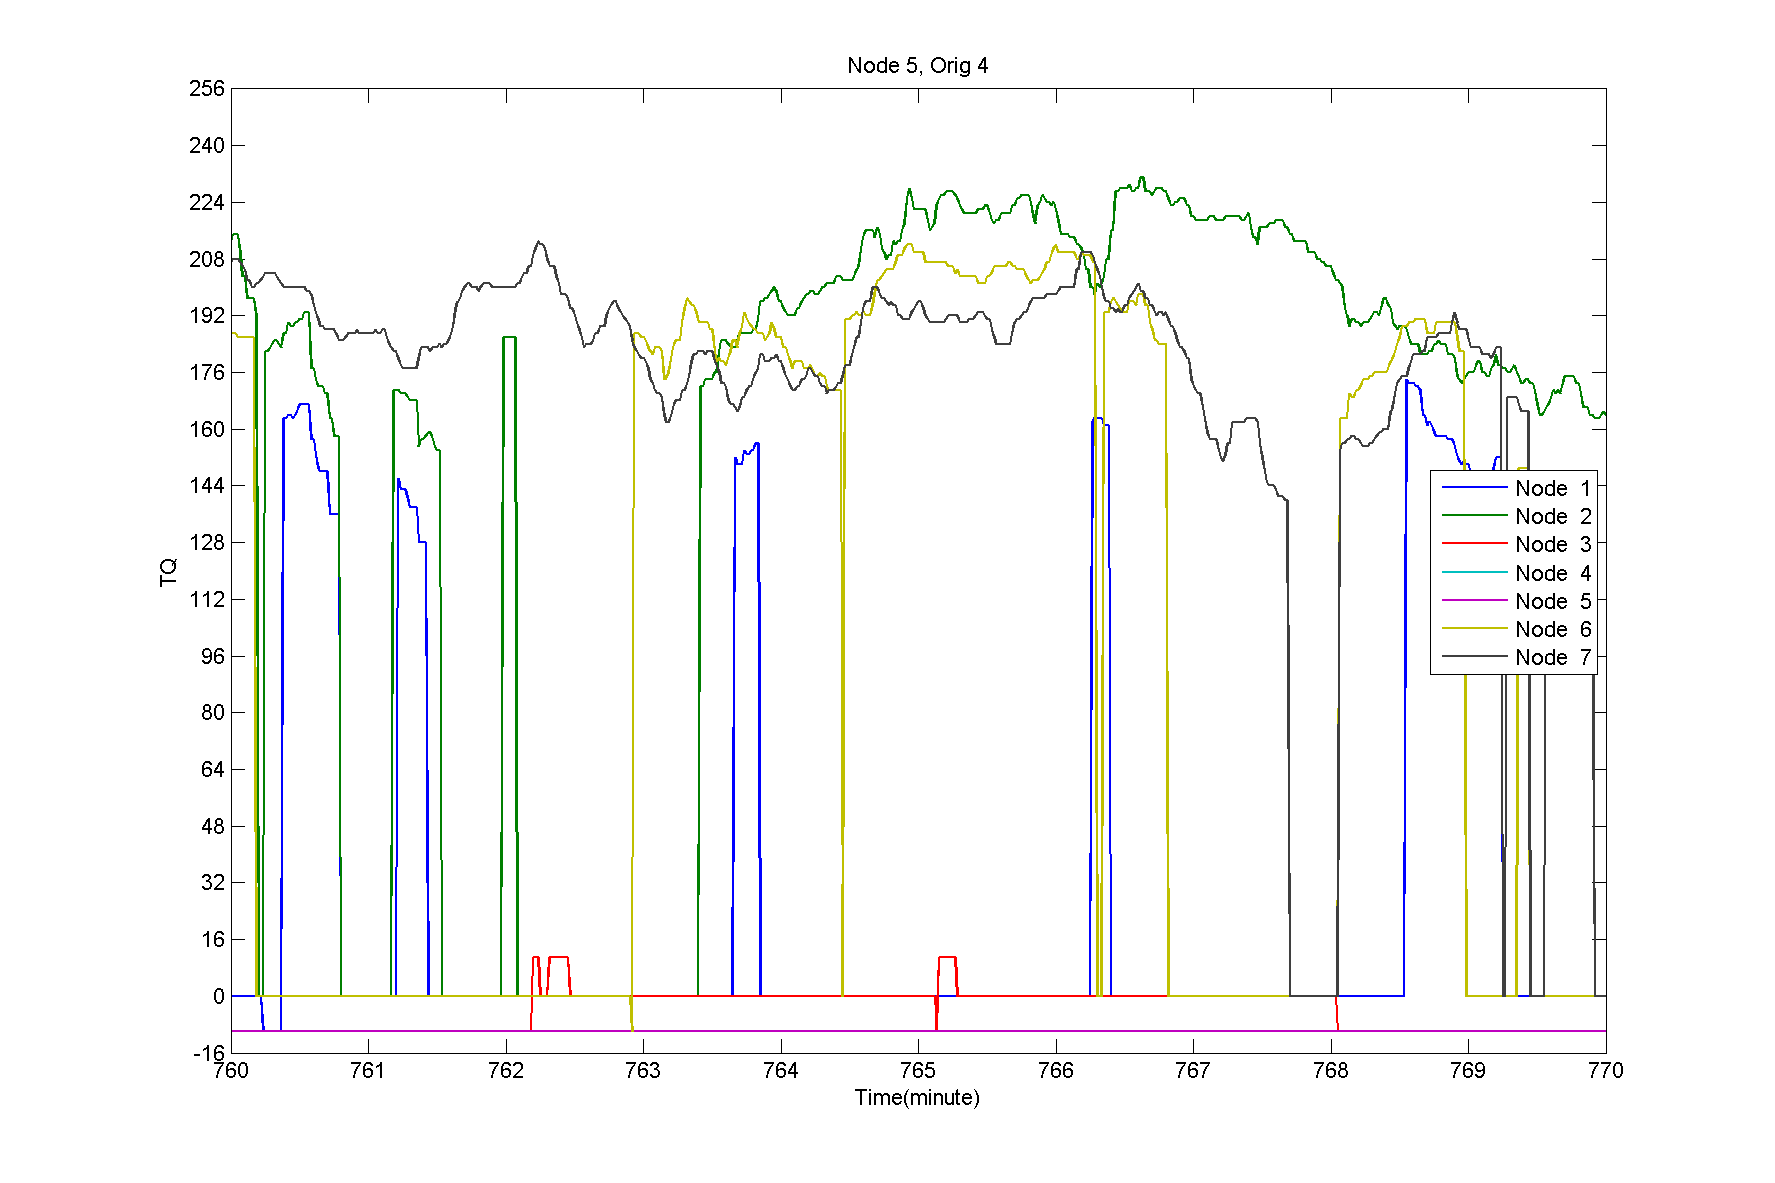 Node 5, Orig 4
256
240
224
208
192
176
160
144
128
112
96
80
64
48
32
16
0
-16
TQ
Node 1
Node 2
Node 3
Node 4
Node 5
Node 6
Node 7
760 761 762 763 764 765 766 767 768 769 770
Time(minute)